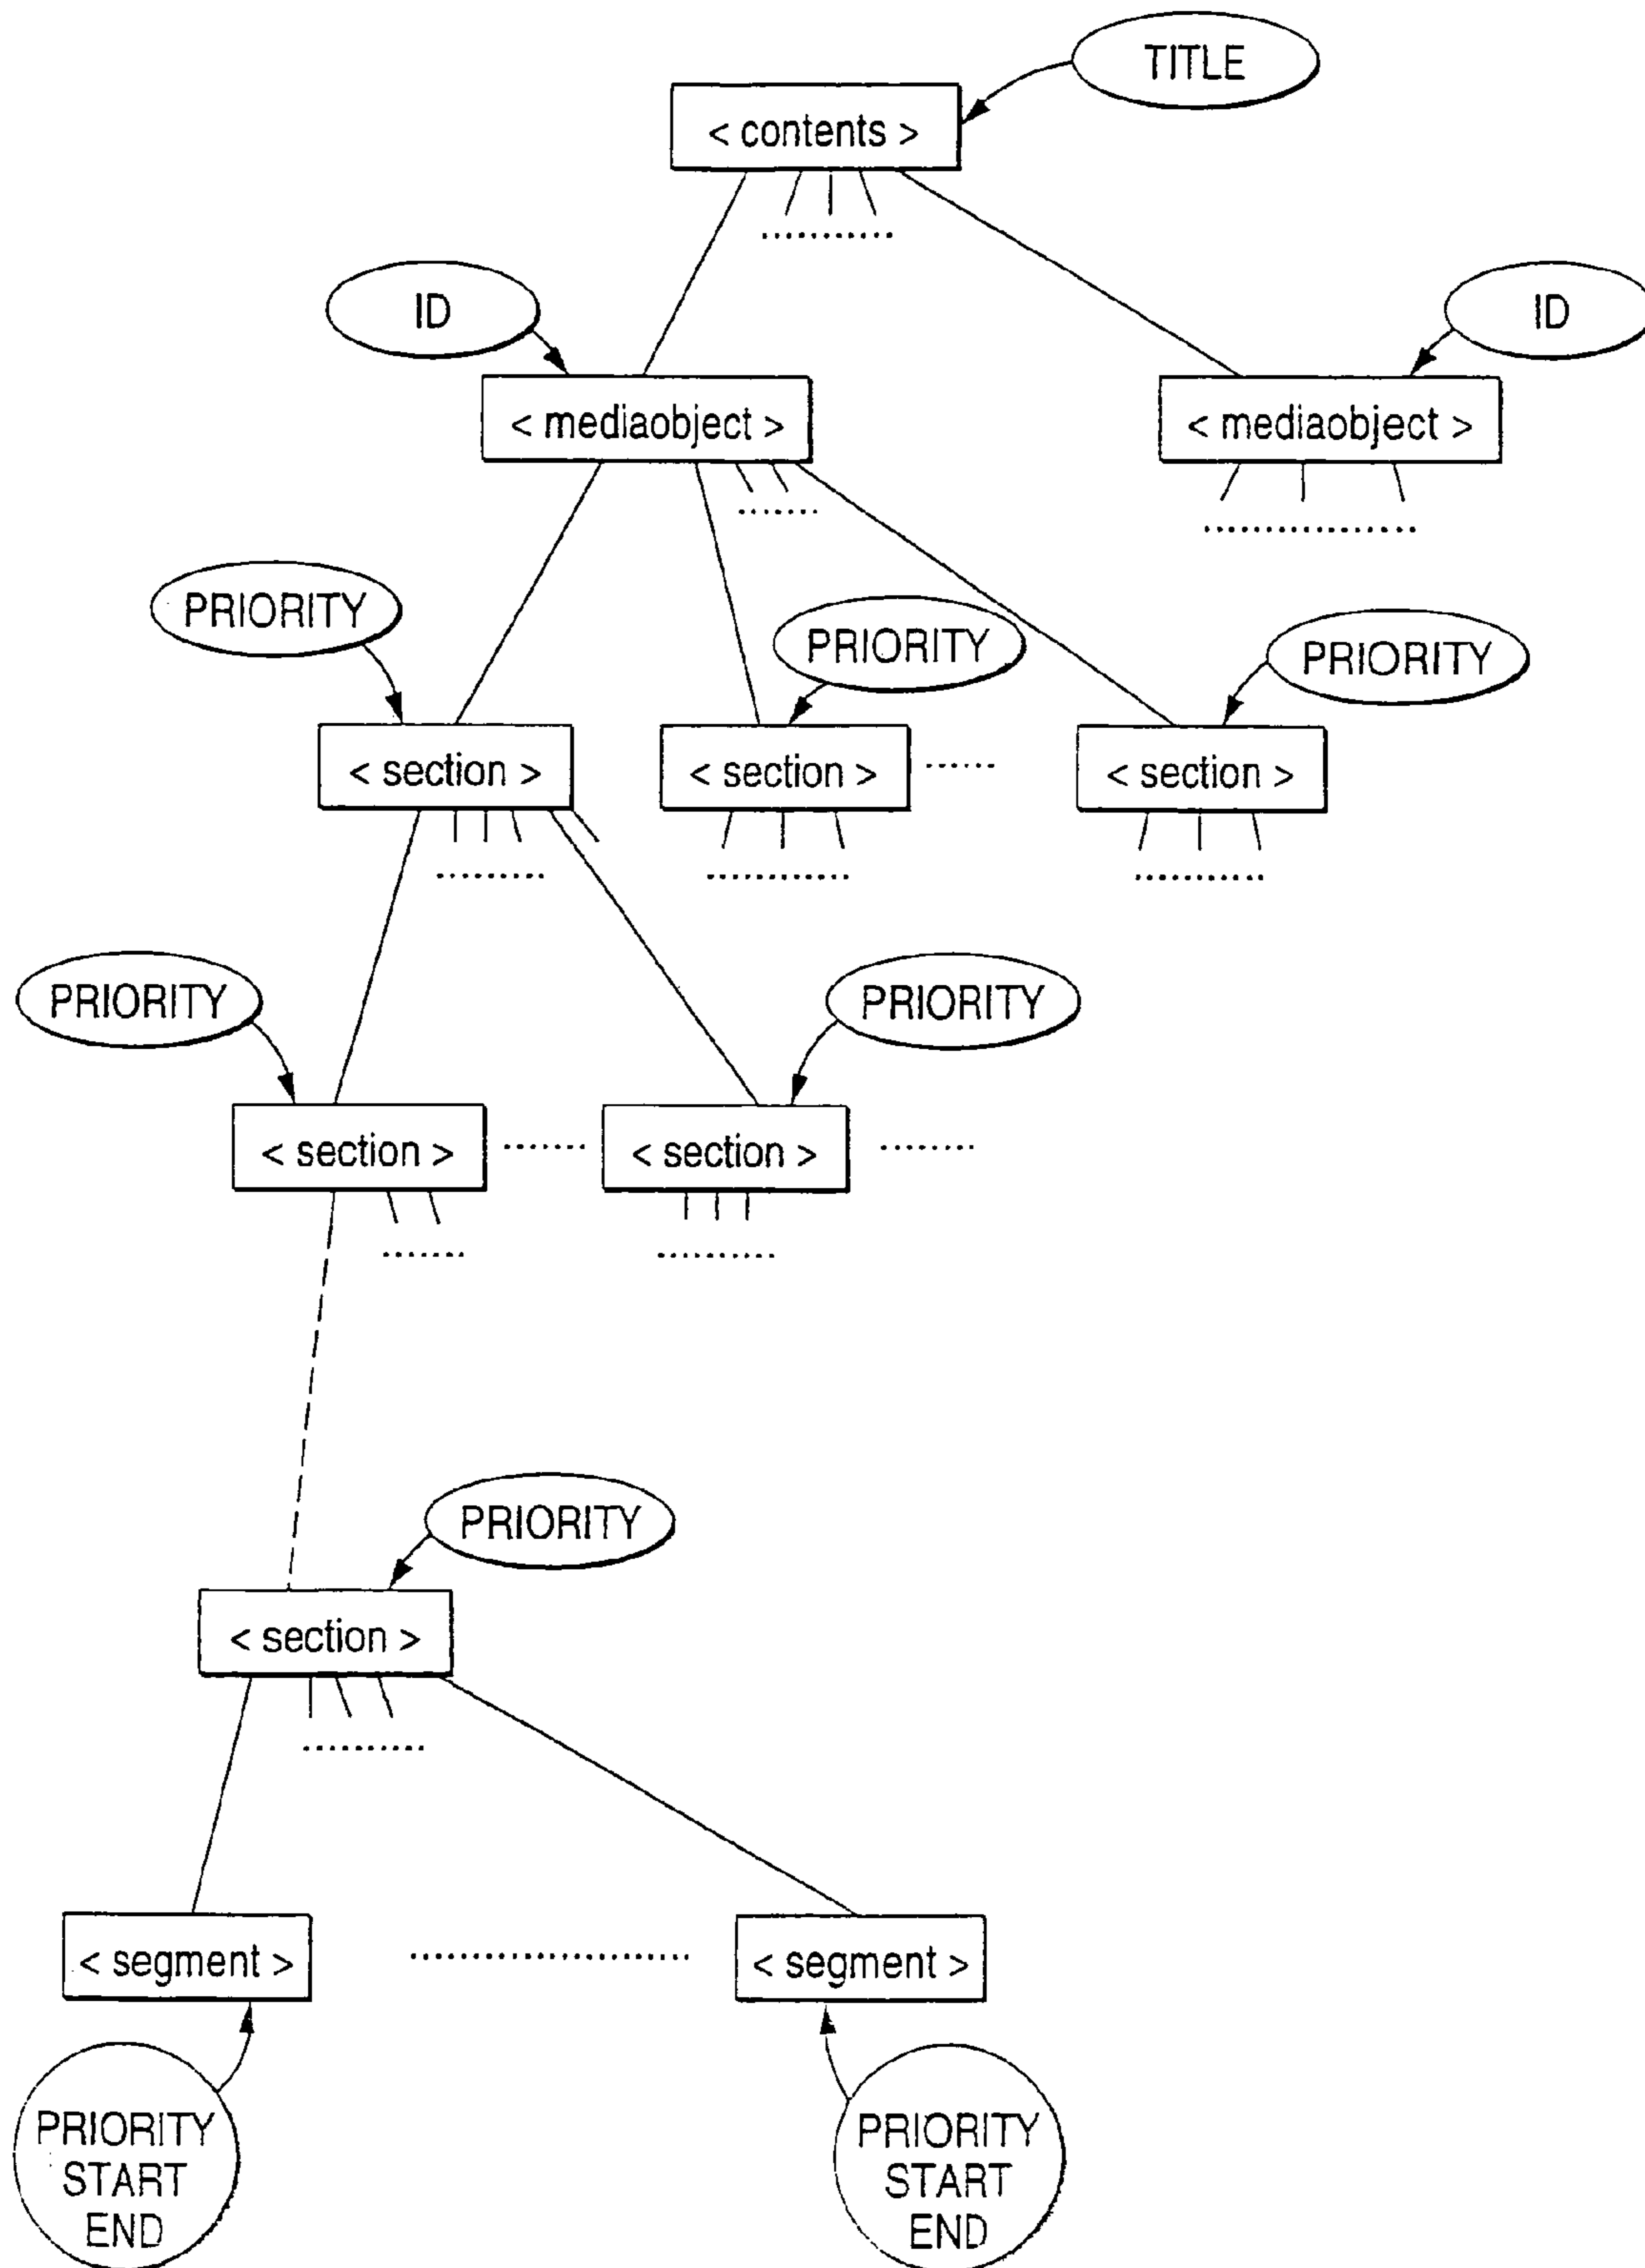 TITLE
< contents >
ID
ID
< mediaobject >
< mediaobject >
PRIORITY
PRIORITY
PRIORITY
< section >
< section >
< section >
PRIORITY
PRIORITY
< section >
< section >
PRIORITY
< section >
< segment >
< segment >
PRIORITY
START
END
PRIORITY
START
END